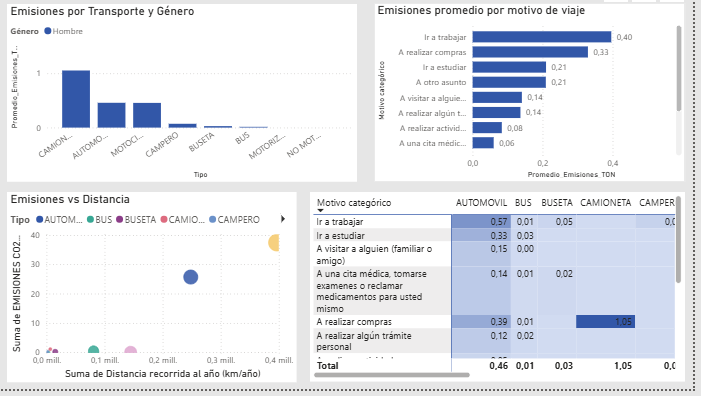 Emisiones por Transporte y Género
Género Hombre
Promedio_Emisiones_T...
1
0
CAMION...
AUTOMO...
MOTOCI...
CAMPERO
BUSETA
BUS
MOTORIZ...
NO MOT...
Tipo
Emisiones promedio por motivo de viaje
Motivo categórico
Ir a trabajar 0,40
A realizar compras 0,33
Ir a estudiar 0,21
A otro asunto 0,21
A visitar a alguie... 0,14
A realizar algún t... 0,14
A realizar activid... 0,08
A una cita médic... 0,06
0,0 0,2 0,4
Promedio_Emisiones_TON
Emisiones vs Distancia
Tipo AUTOM... BUS BUSETA CAMIO... CAMPERO
Suma de EMISIONES CO2...
40
30
20
10
0
0,0 mill. 0,1 mill. 0,2 mill. 0,3 mill. 0,4 mill.
Suma de Distancia recorrida al año (km/año)
Motivo categórico AUTOMOVIL BUS BUSETA CAMIONETA CAMPER
Ir a trabajar 0,57 0,01 0,05 0,0
Ir a estudiar 0,33 0,03
A visitar a alguien (familiar o 0,15 0,00
amigo)
A una cita médica, tomarse 0,14 0,01 0,02
examenes o reclamar
medicamentos para usted
mismo
A realizar compras 0,39 0,01 1,05
A realizar algún trámite 0,12 0,02
personal
Total 0,46 0,01 0,03 1,05 0,0